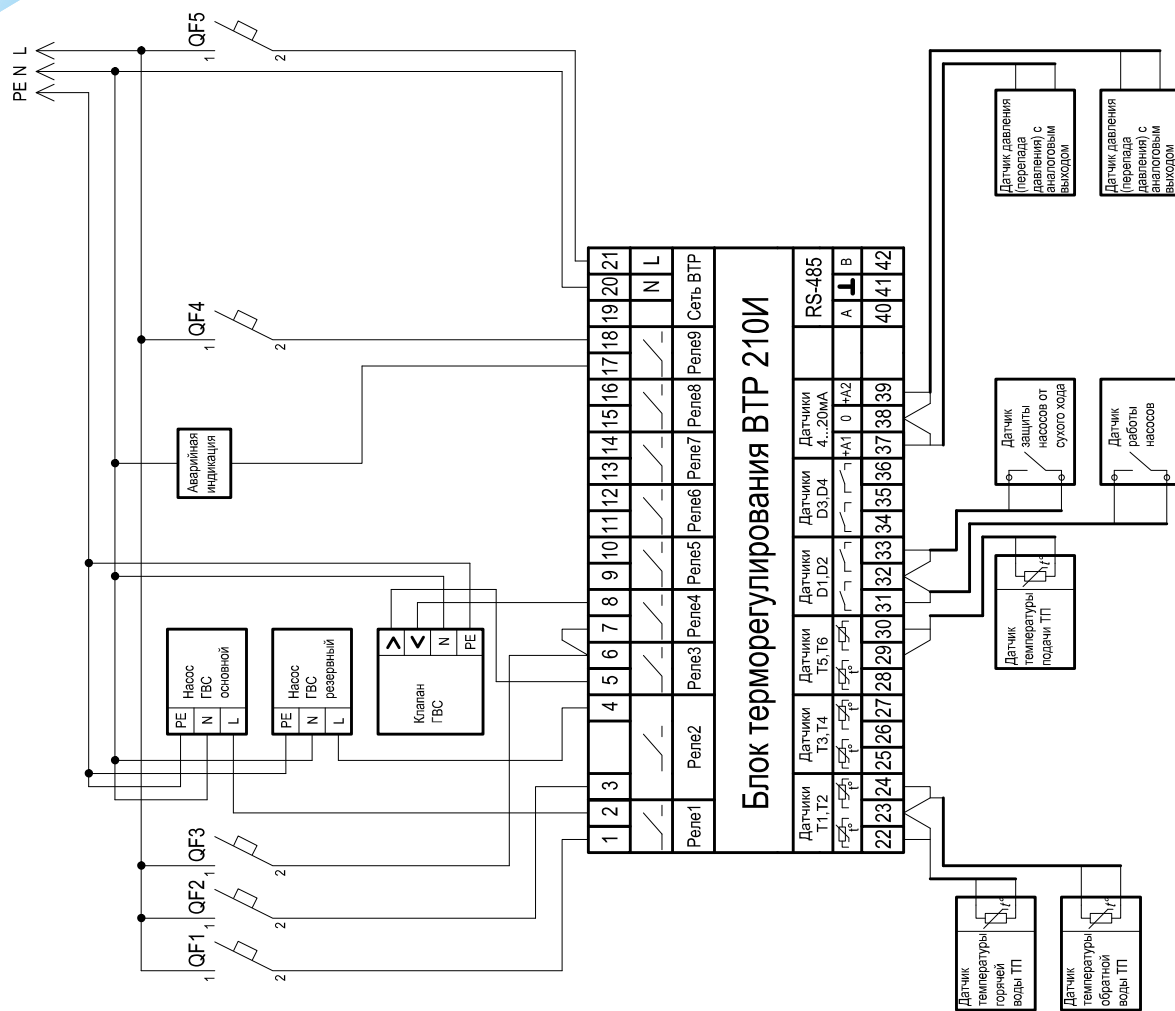 PE N L
QF5
1
2
QF4
1
2
QF3
1
2
QF2
1
2
QF1
1
2
Аварийная
индикация
Насос
ГВС
основной
PE
N
L
Насос
ГВС
резервный
PE
N
L
Клапан
ГВС
>
<
N
PE
1 2 3 4 5 6 7 8 9 10 11 12 13 14 15 16 17 18 19 20 21
N L
Реле1 Реле2 Реле3 Реле4 Реле5 Реле6 Реле7 Реле8 Реле9 Сеть ВТР
Блок терморегулирования ВТР 210И
Датчики
T1,T2
Датчики
T3,T4
Датчики
T5,T6
Датчики
D1,D2
Датчики
D3,D4
Датчики
4...20мА
RS-485
t° t° t° t° t° t°
+A1 0 +A2
A B
22 23 24 25 26 27 28 29 30 31 32 33 34 35 36 37 38 39 40 41 42
Датчик
температуры
горячей
воды ТП
t°
Датчик
температуры
обратной
воды ТП
t°
Датчик
температуры
подачи ТП
t°
Датчик
защиты
насосов от
сухого хода
Датчик
работы
насосов
Датчик давления
(перепада
давления) с
аналоговым
выходом
Датчик давления
(перепада
давления) с
аналоговым
выходом